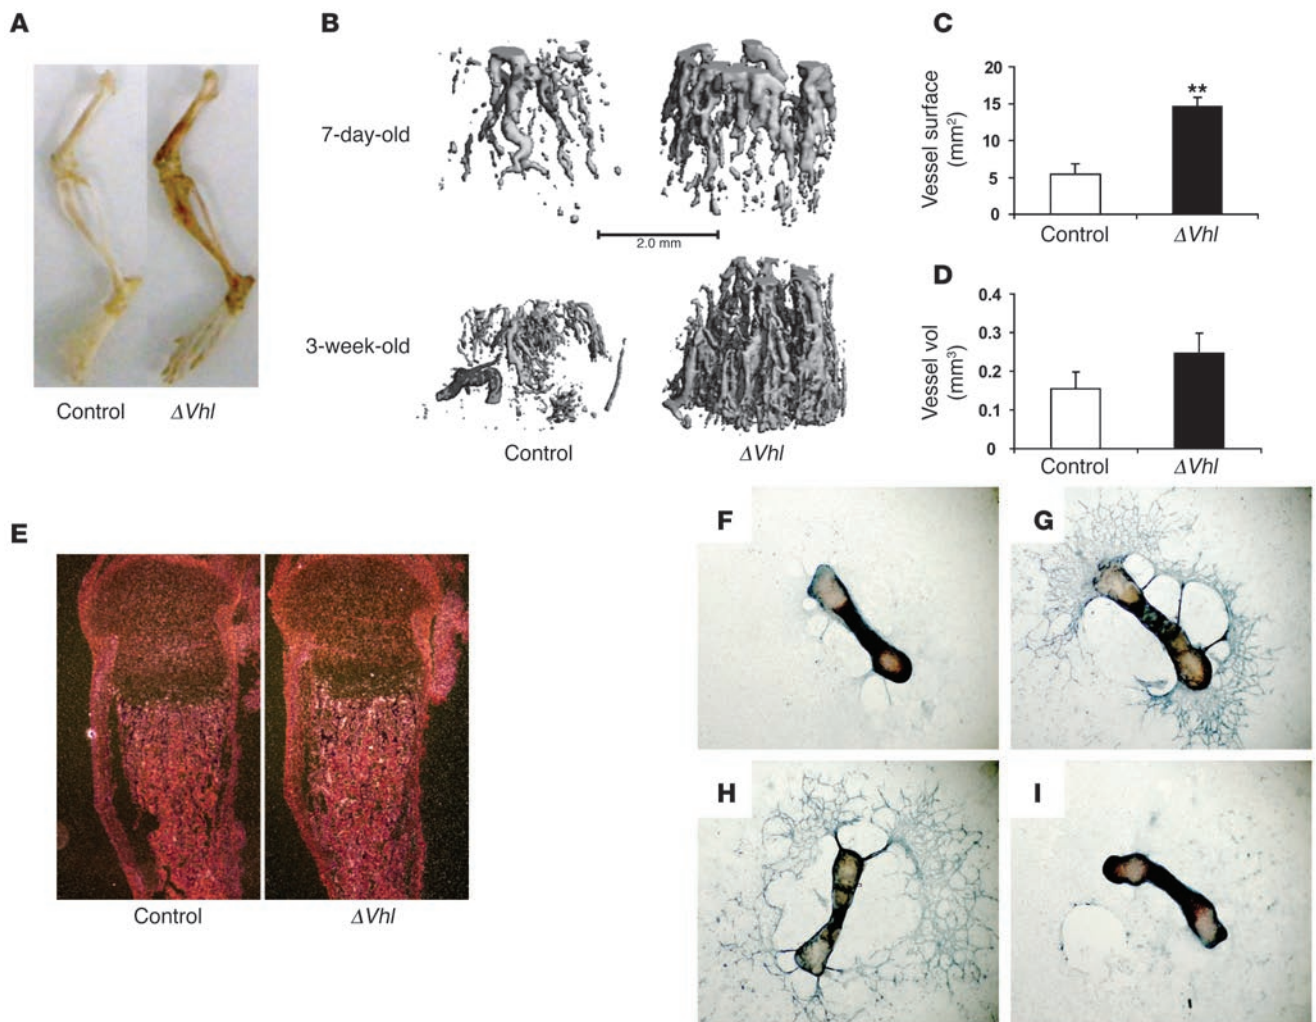 A
Control
ΔVhl
B
7-day-old
2.0 mm
3-week-old
Control
ΔVhl
C
Vessel surface
(mm²)
20
15
10
5
0
**
Control
ΔVhl
D
Vessel vol
(mm³)
0.4
0.3
0.2
0.1
0
Control
ΔVhl
E
Control
ΔVhl
F
G
H
I